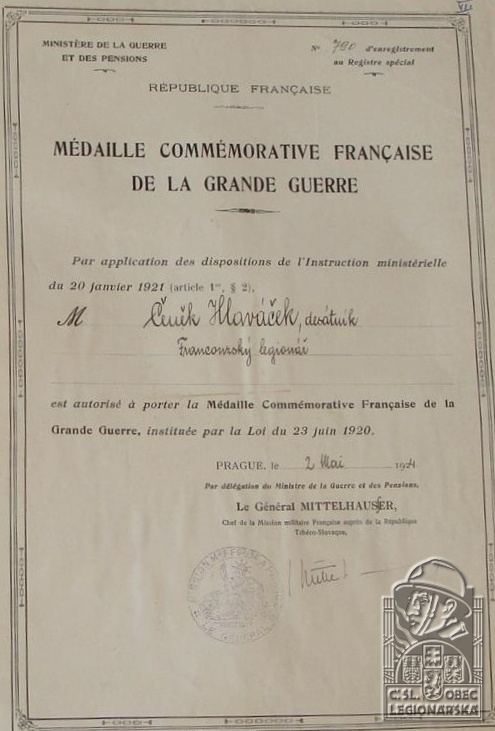 VII.
MINISTÈRE DE LA GUERRE
ET DES PENSIONS
N° 790 d'enregistrement
au Registre spécial
RÉPUBLIQUE FRANÇAISE
MÉDAILLE COMMÉMORATIVE FRANÇAISE
DE LA GRANDE GUERRE
Par application des dispositions de l'Instruction ministérielle
du 20 janvier 1921 (article 1er, § 2),
M Čeněk Hlaváček, desátník
Francouzský legionář
est autorisé à porter la Médaille Commémorative Française de la
Grande Guerre, instituée par la Loi du 23 juin 1920.
PRAGUE, le 2 Mai 1924
Par délégation du Ministre de la Guerre et des Pensions,
Le Général MITTELHAUSER,
Chef de la Mission militaire Française auprès de la République
Tchéco-Slovaque,
ČSL. OBEC
LEGIONÁŘSKÁ